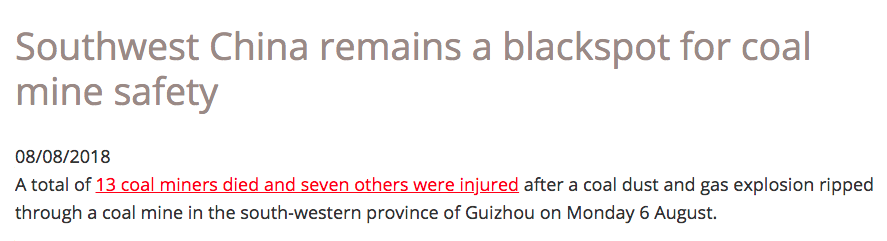 Southwest China remains a blackspot for coal
mine safety
08/08/2018
A total of 13 coal miners died and seven others were injured after a coal dust and gas explosion ripped
through a coal mine in the south-western province of Guizhou on Monday 6 August.